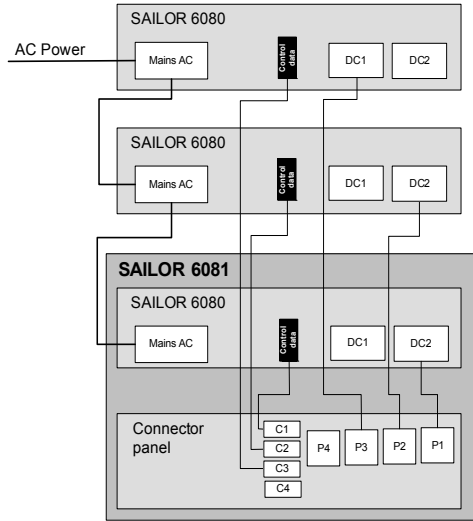 SAILOR 6080
AC Power
Mains AC
Control data
DC1
DC2
SAILOR 6080
Mains AC
Control data
DC1
DC2
SAILOR 6081
SAILOR 6080
Mains AC
Control data
DC1
DC2
Connector
panel
C1
C2
C3
C4
P4
P3
P2
P1